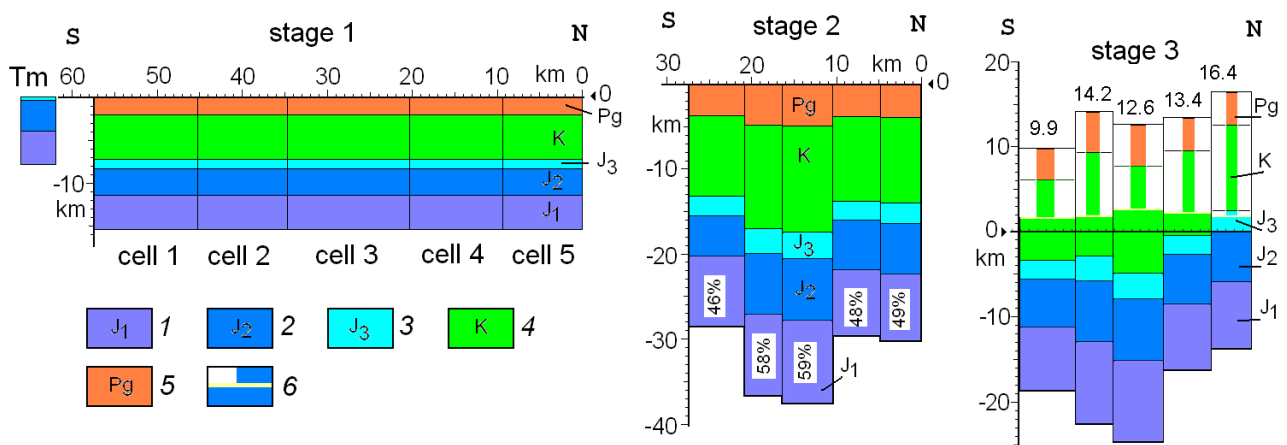 S stage 1 N
Tm 60 50 40 30 20 10 km 0 0
Pg
K
J3
-10 J2
km J1
cell 1 cell 2 cell 3 cell 4 cell 5
J1 1 J2 2 J3 3 K 4
Pg 5 6
S stage 2 N
30 20 10 km 0 0
Pg
km
-10 K
-20 J3
J2
46% 58% 59% 48% 49%
-30
J1
-40
S stage 3 N
20
16.4
14.2 13.4 Pg
12.6
10 9.9
K
J3
0
km J2
-10 J1
-20